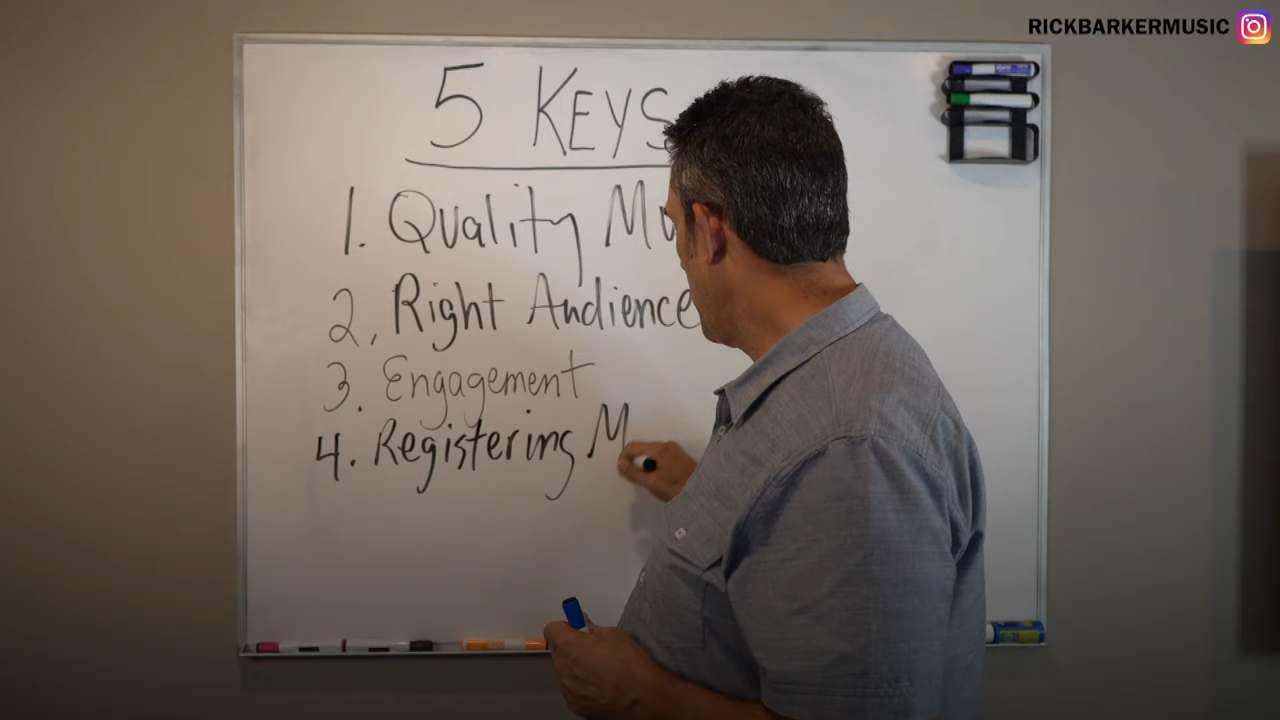 RICKBARKERMUSIC
5 KEYS
1. Quality Mu
2. Right Audience
3. Engagement
4. Registering M